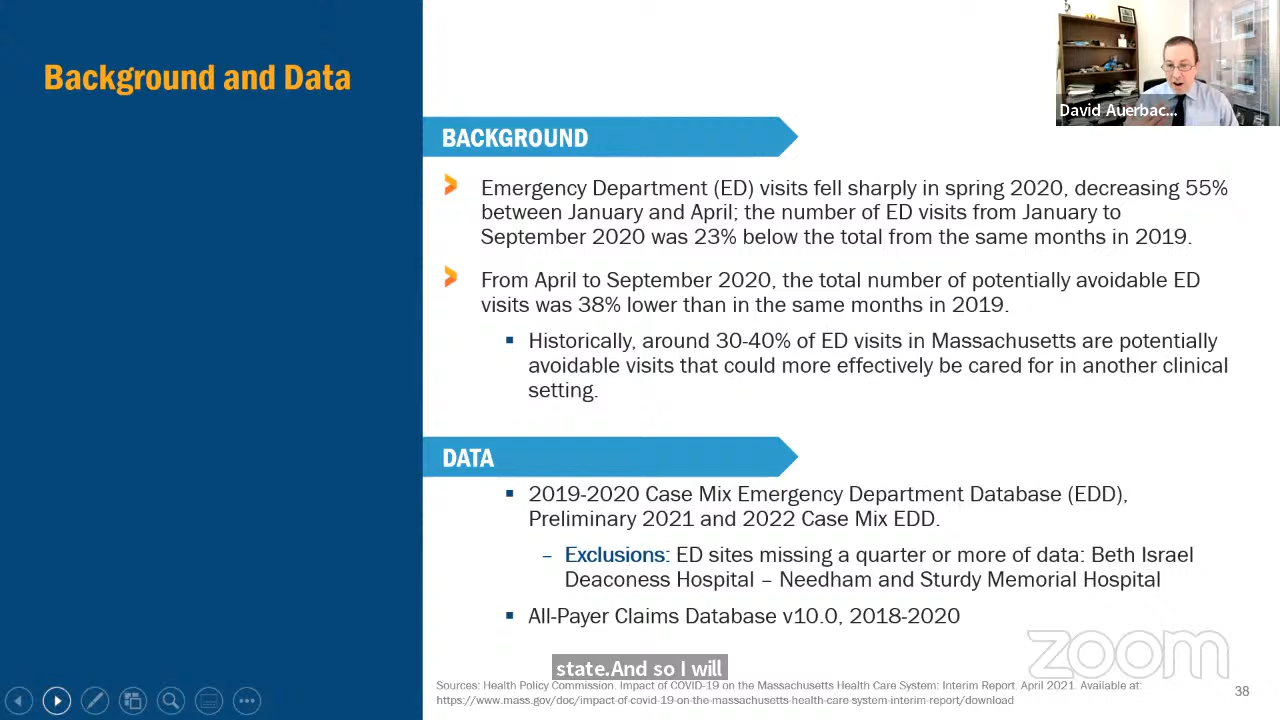 Background and Data
David Auerbac...
BACKGROUND
Emergency Department (ED) visits fell sharply in spring 2020, decreasing 55%
between January and April; the number of ED visits from January to
September 2020 was 23% below the total from the same months in 2019.
From April to September 2020, the total number of potentially avoidable ED
visits was 38% lower than in the same months in 2019.
Historically, around 30-40% of ED visits in Massachusetts are potentially
avoidable visits that could more effectively be cared for in another clinical
setting.
DATA
2019-2020 Case Mix Emergency Department Database (EDD),
Preliminary 2021 and 2022 Case Mix EDD.
– Exclusions: ED sites missing a quarter or more of data: Beth Israel
Deaconess Hospital – Needham and Sturdy Memorial Hospital
All-Payer Claims Database v10.0, 2018-2020
zoom
state.And so I will
Sources: Health Policy Commission. Impact of COVID-19 on the Massachusetts Health Care System: Interim Report. April 2021. Available at:
https://www.mass.gov/doc/impact-of-covid-19-on-the-massachusetts-health-care-system-interim-report/download
38